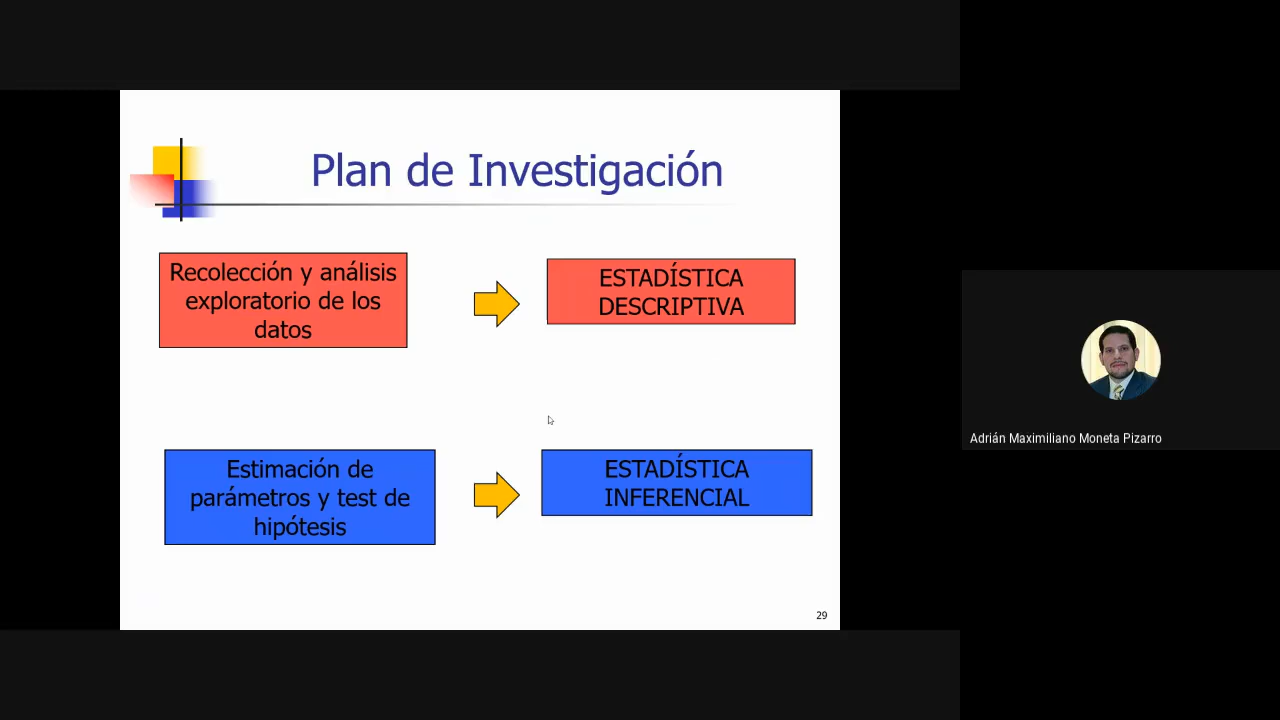 Plan de Investigación
Recolección y análisis
exploratorio de los
datos
ESTADÍSTICA
DESCRIPTIVA
Estimación de
parámetros y test de
hipótesis
ESTADÍSTICA
INFERENCIAL
29
Adrián Maximiliano Moneta Pizarro